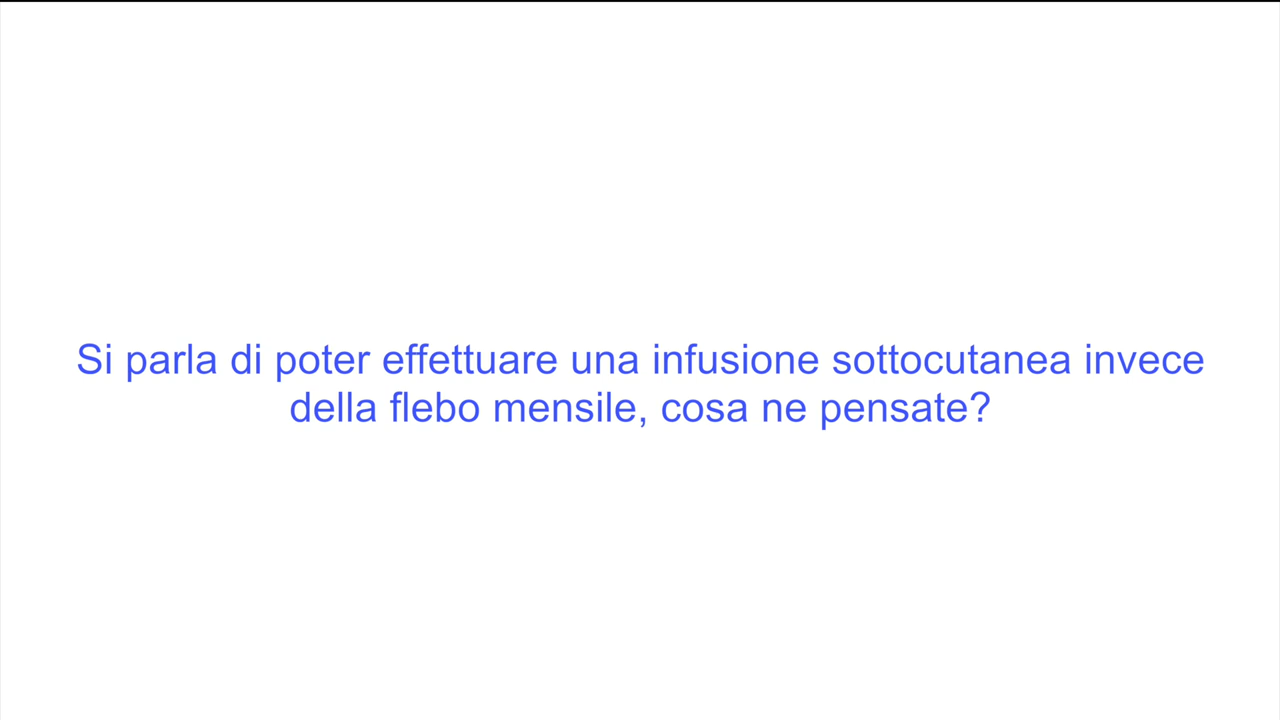 Si parla di poter effettuare una infusione sottocutanea invece
della flebo mensile, cosa ne pensate?